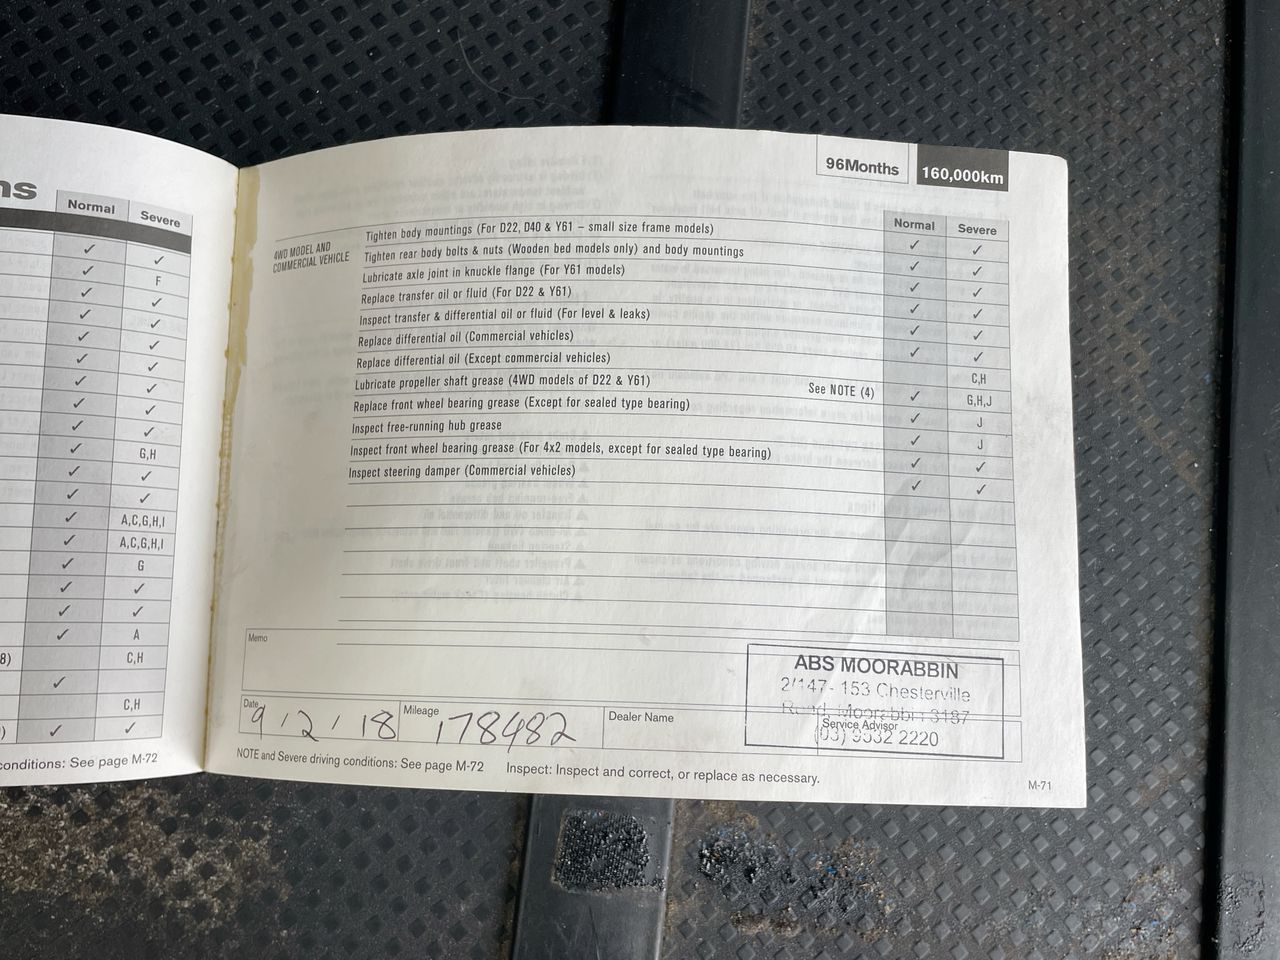 ns
Normal Severe
✓ ✓
✓ F
✓ ✓
✓ ✓
✓ ✓
✓ ✓
✓ ✓
✓ ✓
✓ G,H
✓ ✓
✓ ✓
✓ A,C,G,H,I
✓ A,C,G,H,I
✓ G
✓ ✓
✓ ✓
✓ A
8) C,H
✓
C,H
) ✓ ✓
conditions: See page M-72
96Months 160,000km
Normal Severe
4WD MODEL AND
COMMERCIAL VEHICLE
Tighten body mountings (For D22, D40 & Y61 – small size frame models) ✓ ✓
Tighten rear body bolts & nuts (Wooden bed models only) and body mountings ✓ ✓
Lubricate axle joint in knuckle flange (For Y61 models) ✓ ✓
Replace transfer oil or fluid (For D22 & Y61) ✓ ✓
Inspect transfer & differential oil or fluid (For level & leaks) ✓ ✓
Replace differential oil (Commercial vehicles) ✓ ✓
Replace differential oil (Except commercial vehicles) C,H
Lubricate propeller shaft grease (4WD models of D22 & Y61) See NOTE (4) ✓ G,H,J
Replace front wheel bearing grease (Except for sealed type bearing) ✓ J
Inspect free-running hub grease ✓ J
Inspect front wheel bearing grease (For 4x2 models, except for sealed type bearing) ✓ ✓
Inspect steering damper (Commercial vehicles) ✓ ✓
Memo
ABS MOORABBIN
2/147- 153 Chesterville
Road, Moorabbin 3187
(03) 9532 2220
Date 9/2/18 Mileage 178482 Dealer Name Service Advisor
NOTE and Severe driving conditions: See page M-72 Inspect: Inspect and correct, or replace as necessary.
M-71